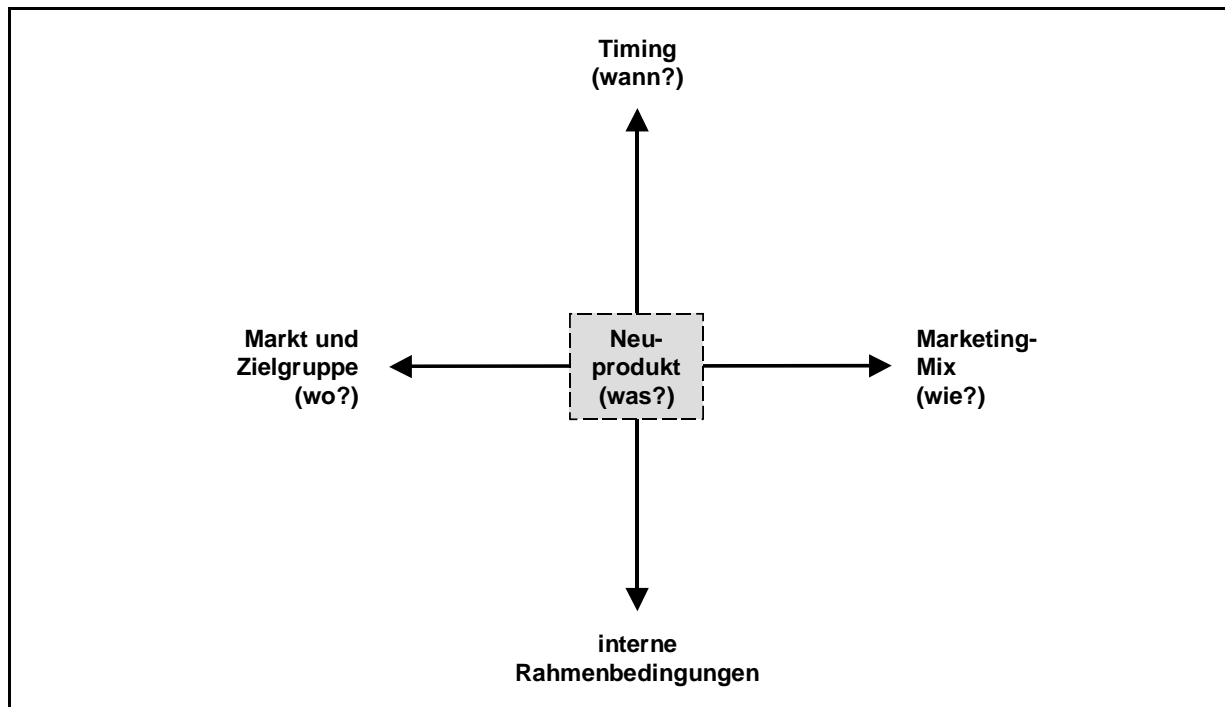 Timing
(wann?)
Markt und
Zielgruppe
(wo?)
Neu-
produkt
(was?)
Marketing-
Mix
(wie?)
interne
Rahmenbedingungen